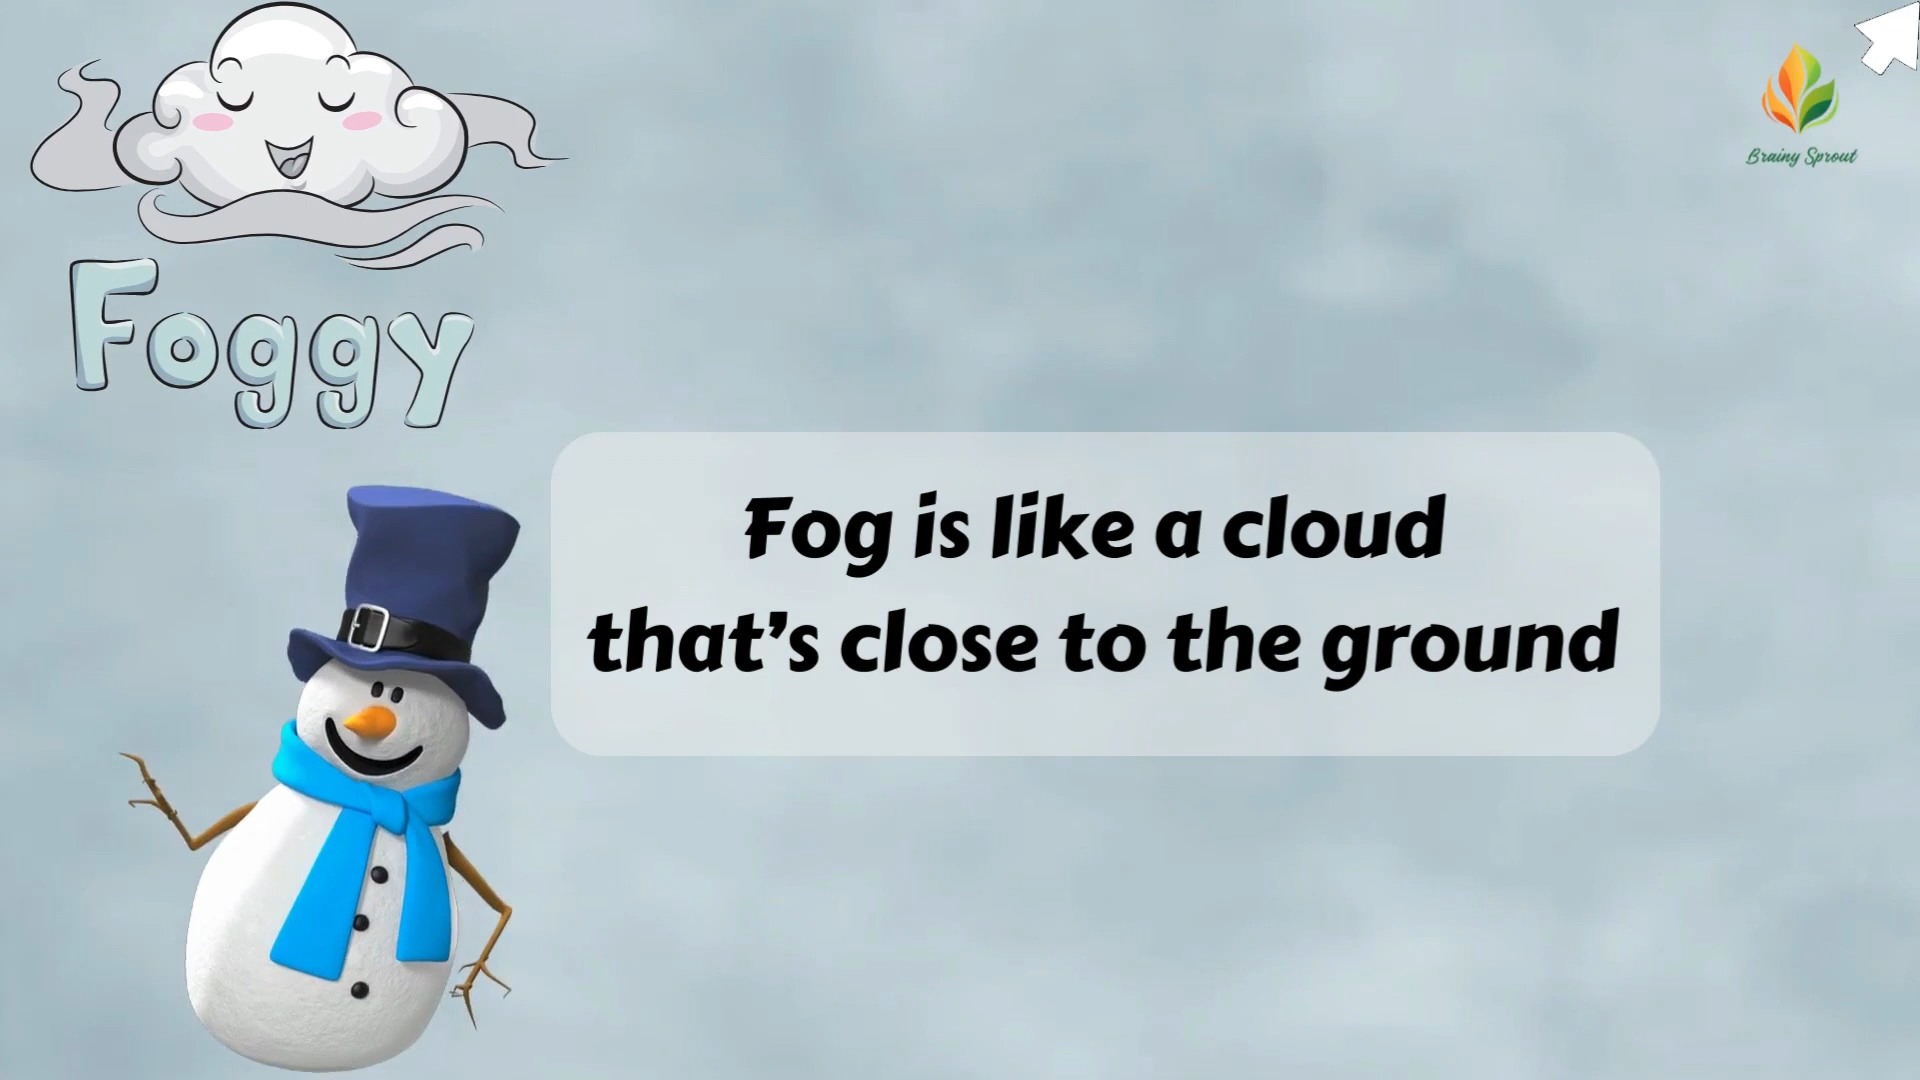 Brainy Sprout
Foggy
Fog is like a cloud
that’s close to the ground